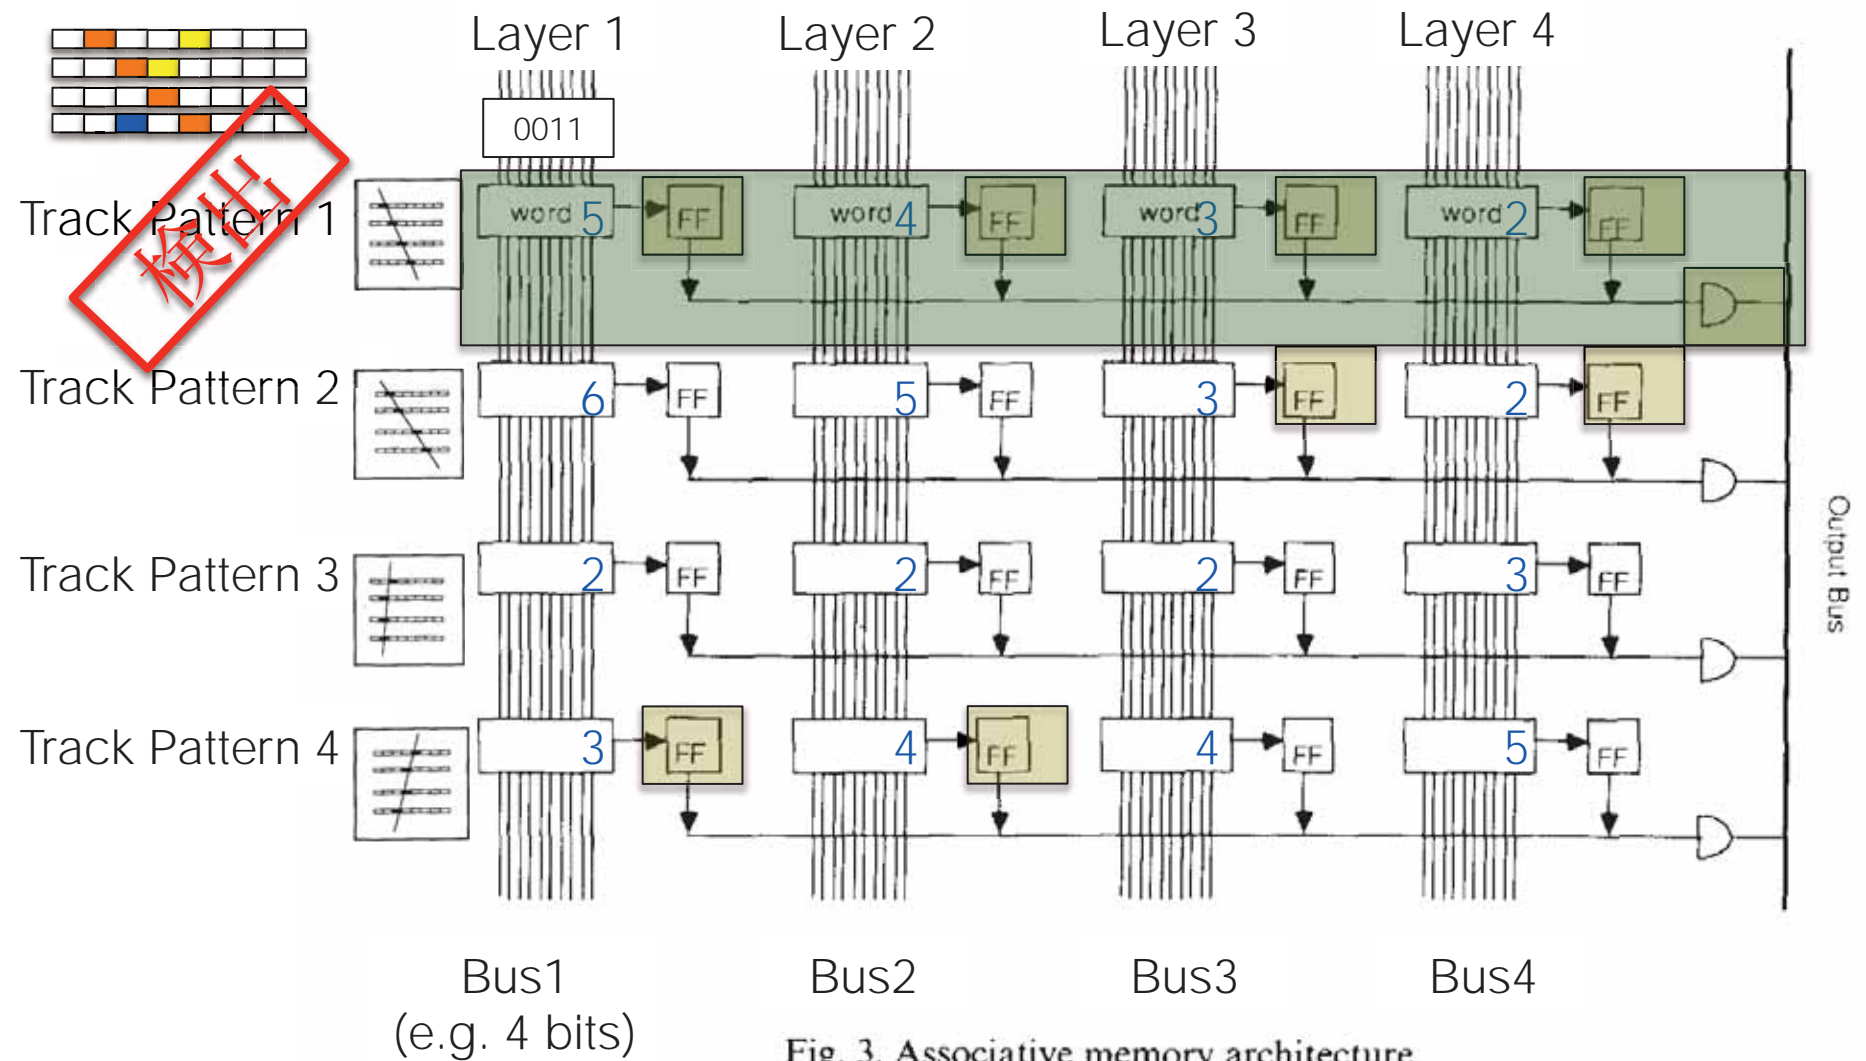 Layer 1 Layer 2 Layer 3 Layer 4
0011
検出
Track Pattern 1 word 5 FF word 4 FF word 3 FF word 2 FF
Track Pattern 2 6 FF 5 FF 3 FF 2 FF
Track Pattern 3 2 FF 2 FF 2 FF 3 FF
Track Pattern 4 3 FF 4 FF 4 FF 5 FF
Output Bus
Bus1 Bus2 Bus3 Bus4
(e.g. 4 bits)
Fig. 3. Associative memory architecture